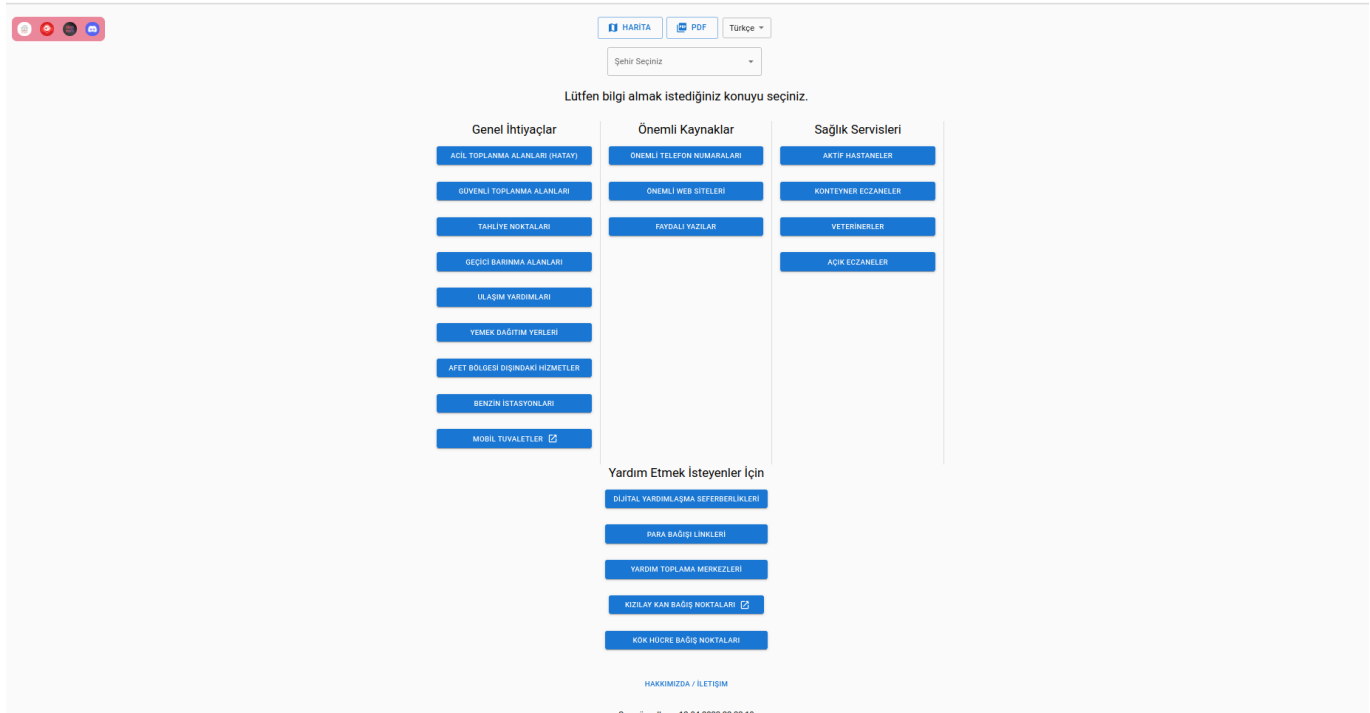 HARİTA
PDF
Türkçe
Şehir Seçiniz
Lütfen bilgi almak istediğiniz konuyu seçiniz.
Genel İhtiyaçlar
ACİL TOPLANMA ALANLARI (HATAY)
GÜVENLİ TOPLANMA ALANLARI
TAHLİYE NOKTALARI
GEÇİCİ BARINMA ALANLARI
ULAŞIM YARDIMLARI
YEMEK DAĞITIM YERLERİ
AFET BÖLGESİ DIŞINDAKİ HİZMETLER
BENZİN İSTASYONLARI
MOBİL TUVALETLER
Önemli Kaynaklar
ÖNEMLİ TELEFON NUMARALARI
ÖNEMLİ WEB SİTELERİ
FAYDALI YAZILAR
Sağlık Servisleri
AKTİF HASTANELER
KONTEYNER ECZANELER
VETERİNERLER
AÇIK ECZANELER
Yardım Etmek İsteyenler İçin
DİJİTAL YARDIMLAŞMA SEFERBERLİKLERİ
PARA BAĞIŞI LİNKLERİ
YARDIM TOPLAMA MERKEZLERİ
KIZILAY KAN BAĞIŞ NOKTALARI
KÖK HÜCRE BAĞIŞ NOKTALARI
HAKKIMIZDA / İLETİŞİM